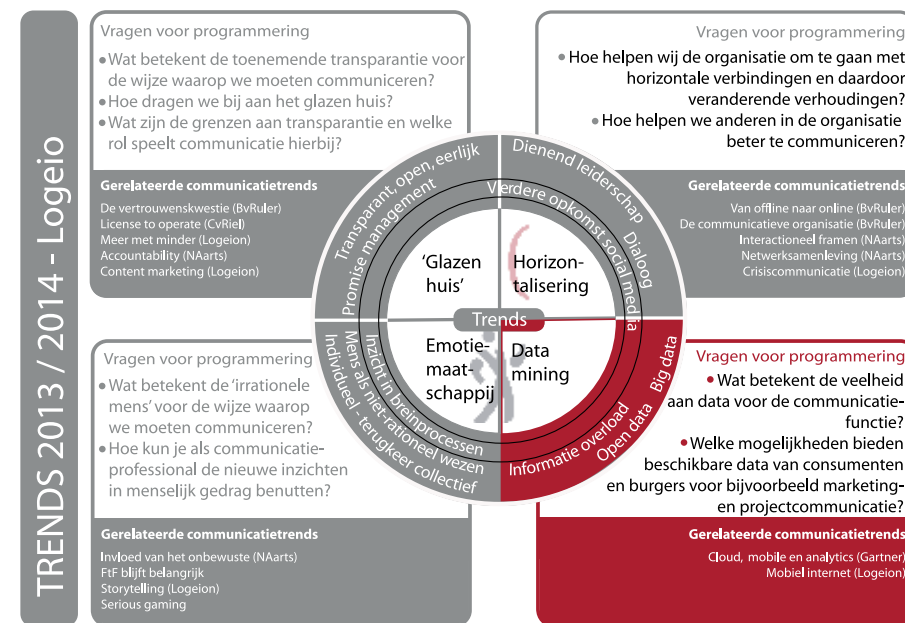 TRENDS 2013 / 2014 - Logeio
Vragen voor programmering
• Wat betekent de toenemende transparantie voor
de wijze waarop we moeten communiceren?
• Hoe dragen we bij aan het glazen huis?
• Wat zijn de grenzen aan transparantie en welke
rol speelt communicatie hierbij?
Gerelateerde communicatietrends
De vertrouwenskwestie (BvRuler)
License to operate (CvRiel)
Meer met minder (Logeion)
Accountability (NAarts)
Content marketing (Logeion)
Vragen voor programmering
• Hoe helpen wij de organisatie om te gaan met
horizontale verbindingen en daardoor
veranderende verhoudingen?
• Hoe helpen we anderen in de organisatie
beter te communiceren?
Gerelateerde communicatietrends
Van offline naar online (BvRuler)
De communicatieve organisatie (BvRuler)
Interactioneel framen (NAarts)
Netwerksamenleving (NAarts)
Crisiscommunicatie (Logeion)
Transparant, open, eerlijk
Promise management
Dienend leiderschap Dialoog
Vierdere opkomst social media
'Glazen
huis'
Horizon-
talisering
Trends
Emotie-
maat-
schappij
Data
mining
Inzicht in breinprocessen
Mens als niet-rationeel wezen
Individueel - terugkeer collectief
Informatie overload
Open data Big data
Vragen voor programmering
• Wat betekent de 'irrationele
mens' voor de wijze waarop
we moeten communiceren?
• Hoe kun je als communicatie-
professional de nieuwe inzichten
in menselijk gedrag benutten?
Gerelateerde communicatietrends
Invloed van het onbewuste (NAarts)
FtF blijft belangrijk
Storytelling (Logeion)
Serious gaming
Vragen voor programmering
• Wat betekent de veelheid
aan data voor de communicatie-
functie?
• Welke mogelijkheden bieden
beschikbare data van consumenten
en burgers voor bijvoorbeeld marketing-
en projectcommunicatie?
Gerelateerde communicatietrends
Cloud, mobile en analytics (Gartner)
Mobiel internet (Logeion)